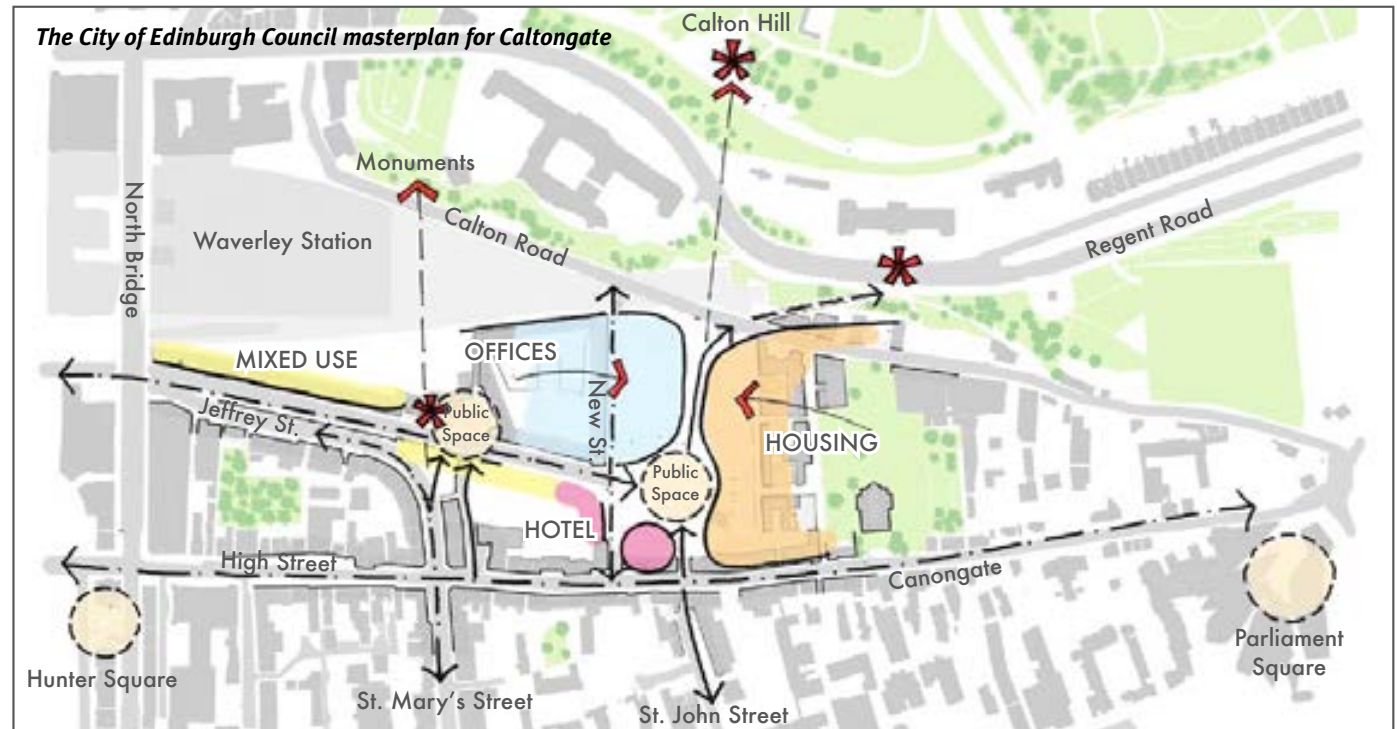 The City of Edinburgh Council masterplan for Caltongate
Calton Hill
Monuments
North Bridge
Waverley Station
Calton Road
Regent Road
MIXED USE
OFFICES
Jeffrey St.
Public
Space
New St.
HOUSING
Public
Space
HOTEL
High Street
Canongate
Hunter Square
St. Mary's Street
St. John Street
Parliament
Square